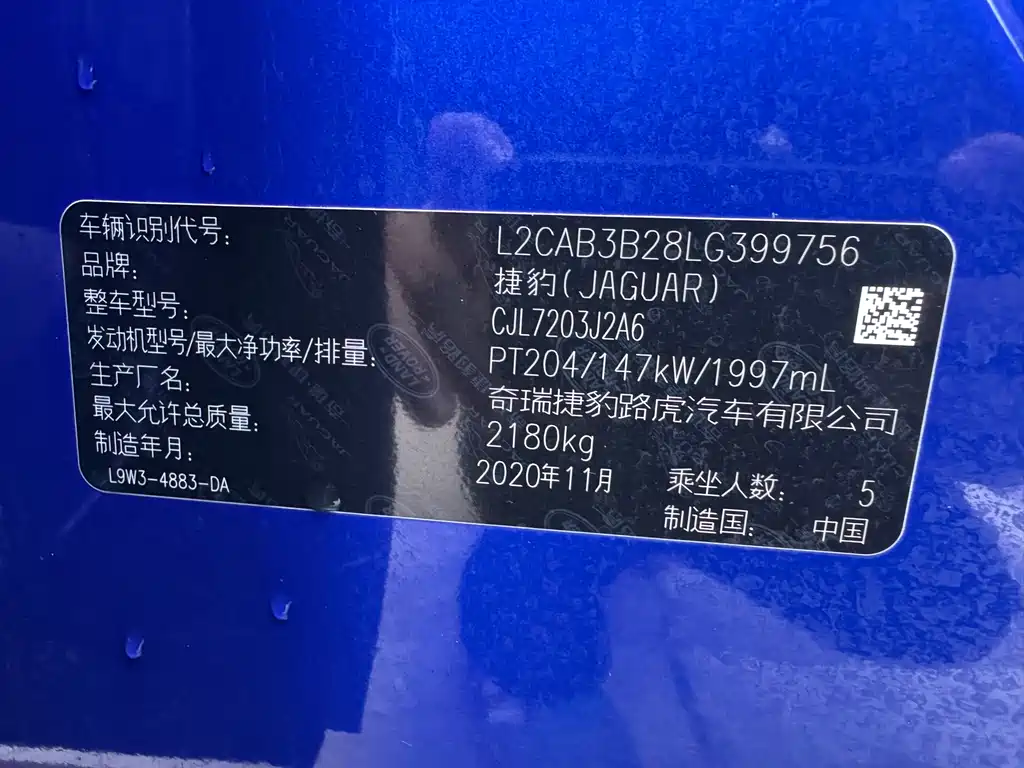 车辆识别代号: L2CAB3B28LG399756
品牌: 捷豹(JAGUAR)
整车型号: CJL7203J2A6
发动机型号/最大净功率/排量: PT204/147kW/1997mL
生产厂名: 奇瑞捷豹路虎汽车有限公司
最大允许总质量: 2180kg
制造年月: 2020年11月 乘坐人数: 5
L9W3-4883-DA 制造国: 中国